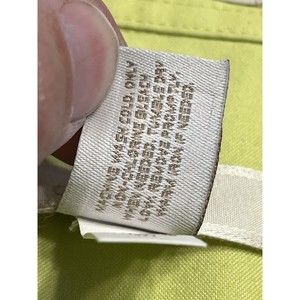 MACHINE WASH COLD. ONLY
NON-CHLORINE BLEACH
WHEN NEEDED. TUMBLE DRY
LOW. REMOVE PROMPTLY.
WARM IRON IF NEEDED.